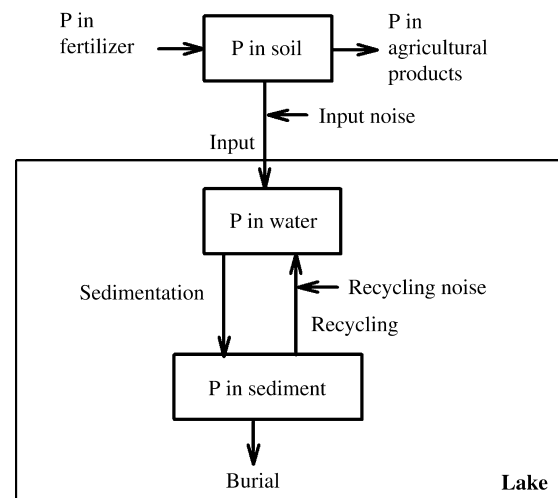 P in
fertilizer
P in soil
P in
agricultural
products
Input noise
Input
P in water
Sedimentation
Recycling noise
Recycling
P in sediment
Burial
Lake